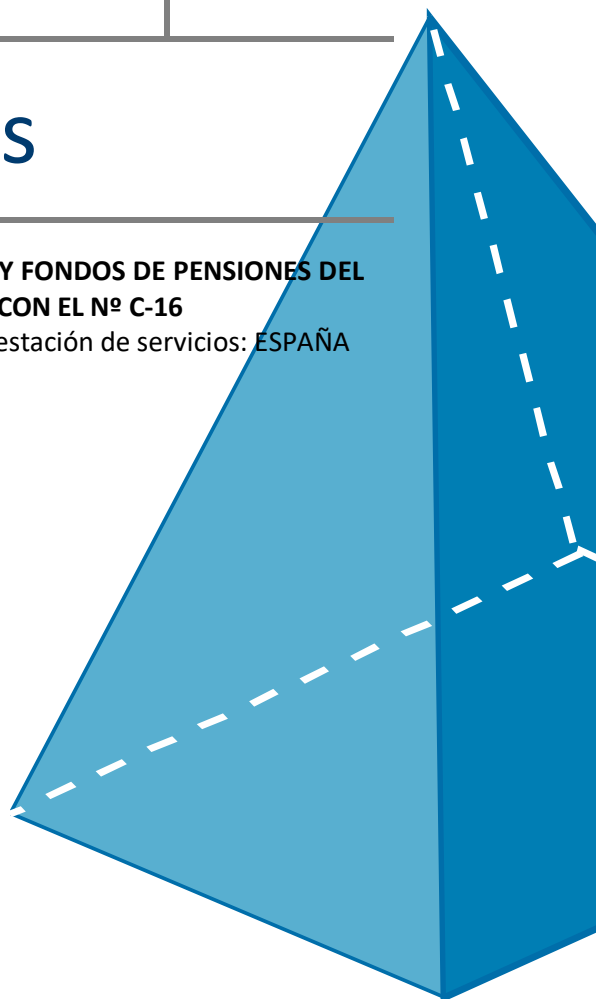 s
Y FONDOS DE PENSIONES DEL
CON EL Nº C-16
estación de servicios: ESPAÑA